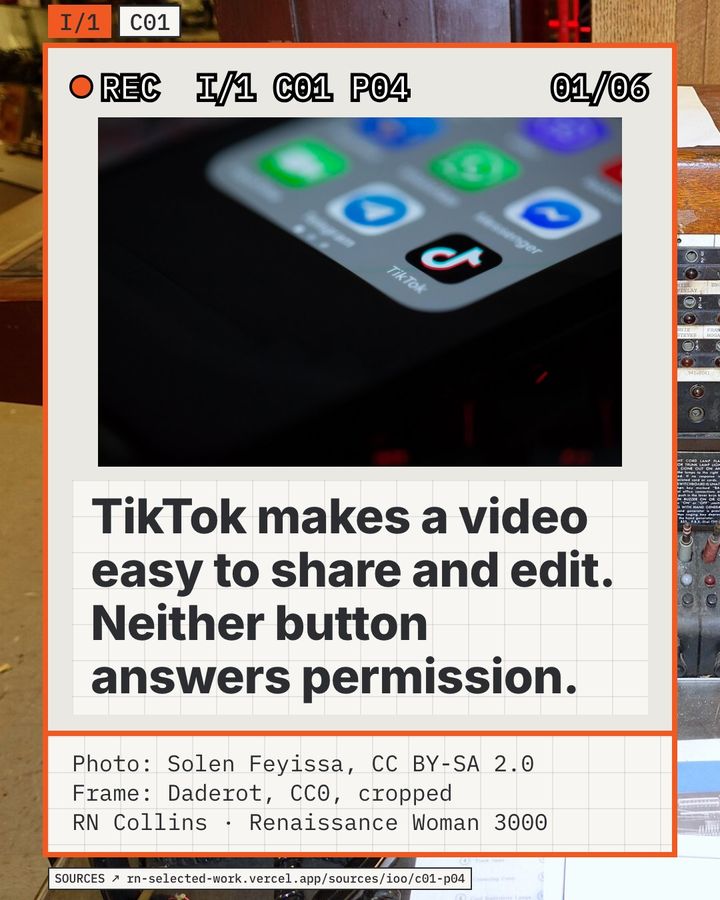 I/1 C01
REC I/1 C01 P04 01/06
Telegram
Messenger
TikTok
TikTok makes a video
easy to share and edit.
Neither button
answers permission.
Photo: Solen Feyissa, CC BY-SA 2.0
Frame: Daderot, CC0, cropped
RN Collins · Renaissance Woman 3000
SOURCES ↗ rn-selected-work.vercel.app/sources/ioo/c01-p04